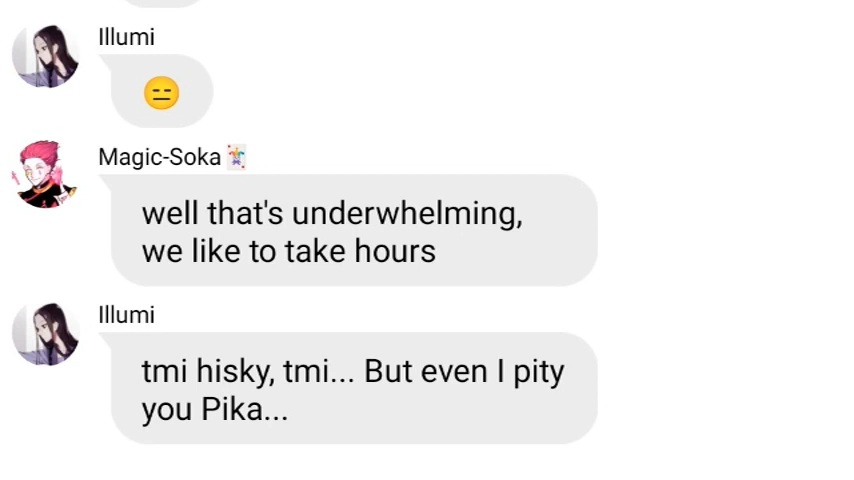 Illumi
😑
Magic-Soka🃏
well that's underwhelming,
we like to take hours
Illumi
tmi hisky, tmi... But even I pity
you Pika...